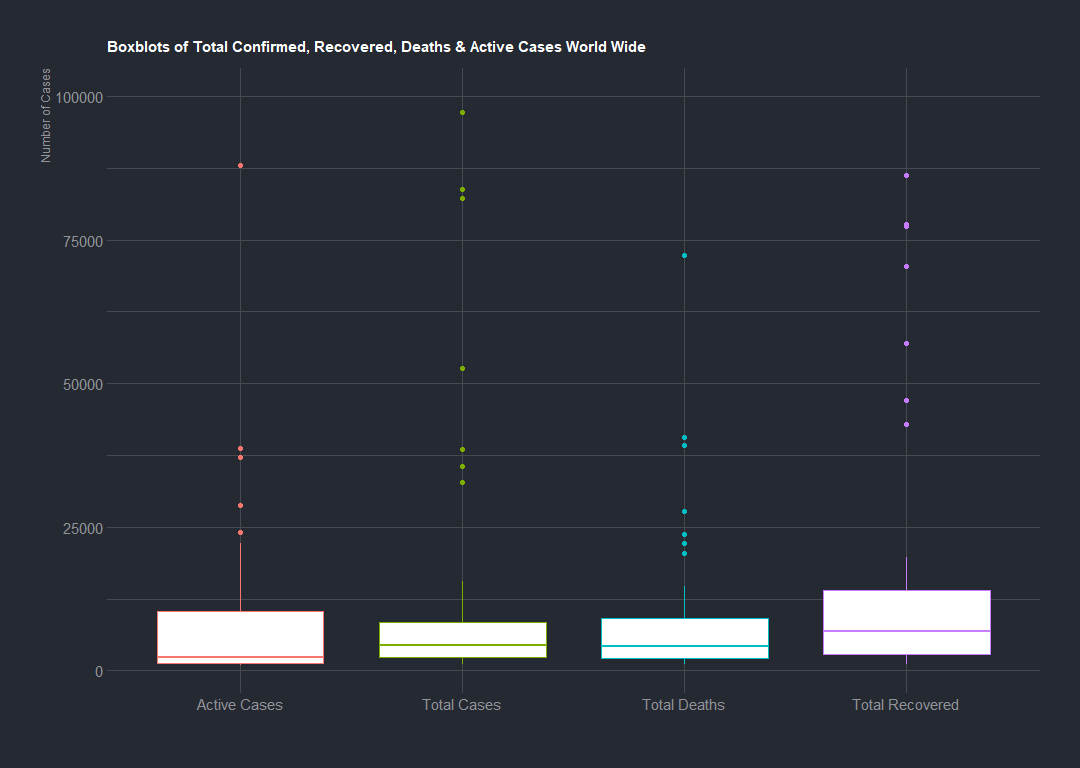 Boxblots of Total Confirmed, Recovered, Deaths & Active Cases World Wide
Number of Cases
100000
75000
50000
25000
0
Active Cases
Total Cases
Total Deaths
Total Recovered